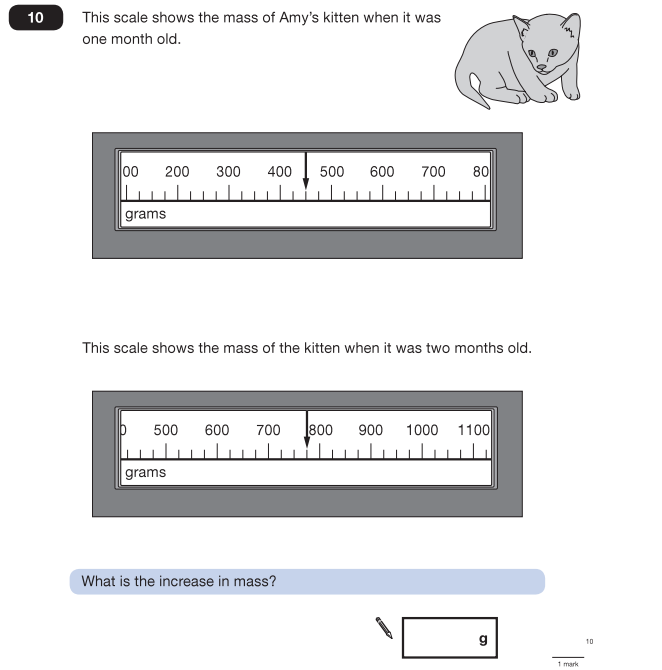 10
This scale shows the mass of Amy’s kitten when it was
one month old.
00 200 300 400 500 600 700 80
grams
This scale shows the mass of the kitten when it was two months old.
0 500 600 700 800 900 1000 1100
grams
What is the increase in mass?
g
10
1 mark